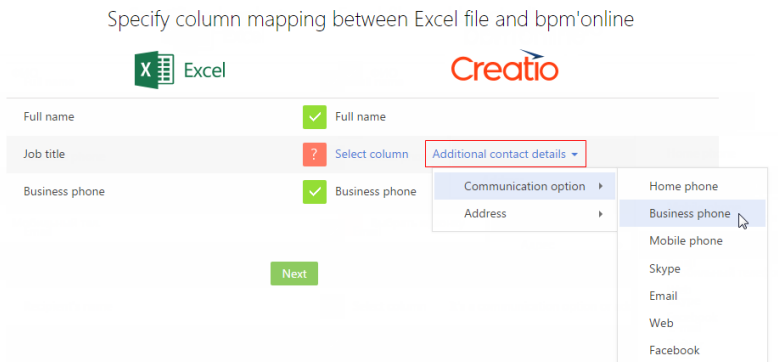 Specify column mapping between Excel file and bpm'online
X Excel
Creatio
Full name
Full name
Job title
? Select column Additional contact details
Business phone
Business phone
Communication option
Address
Home phone
Business phone
Mobile phone
Skype
Email
Web
Facebook
Next